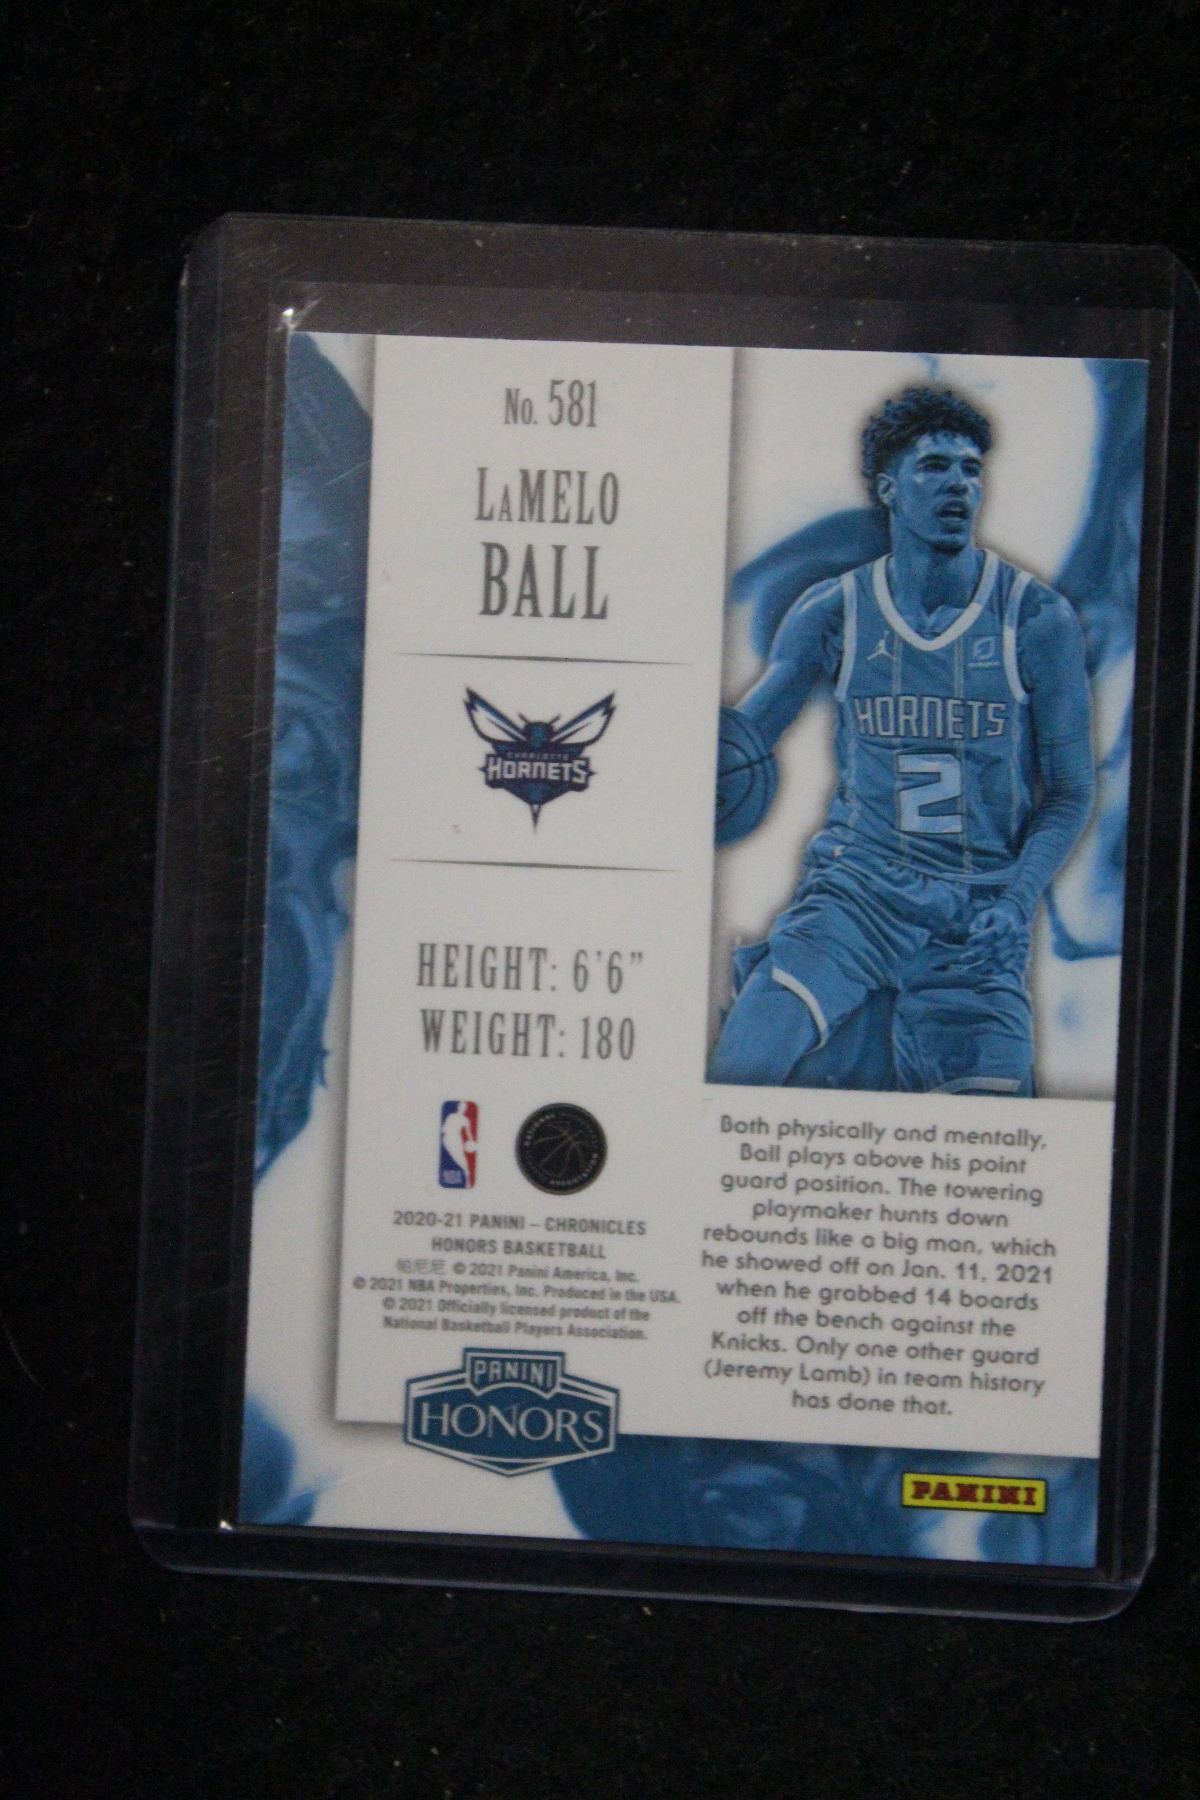 No. 581
LaMELO
BALL
CHARLOTTE
HORNETS
HEIGHT: 6'6"
WEIGHT: 180
NBA
2020-21 PANINI – CHRONICLES
HONORS BASKETBALL
帕尼尼 © 2021 Panini America, Inc.
© 2021 NBA Properties, Inc. Produced in the USA.
© 2021 Officially licensed product of the
National Basketball Players Association.
PANINI
HONORS
HORNETS
2
Both physically and mentally,
Ball plays above his point
guard position. The towering
playmaker hunts down
rebounds like a big man, which
he showed off on Jan. 11, 2021
when he grabbed 14 boards
off the bench against the
Knicks. Only one other guard
(Jeremy Lamb) in team history
has done that.
PANINI